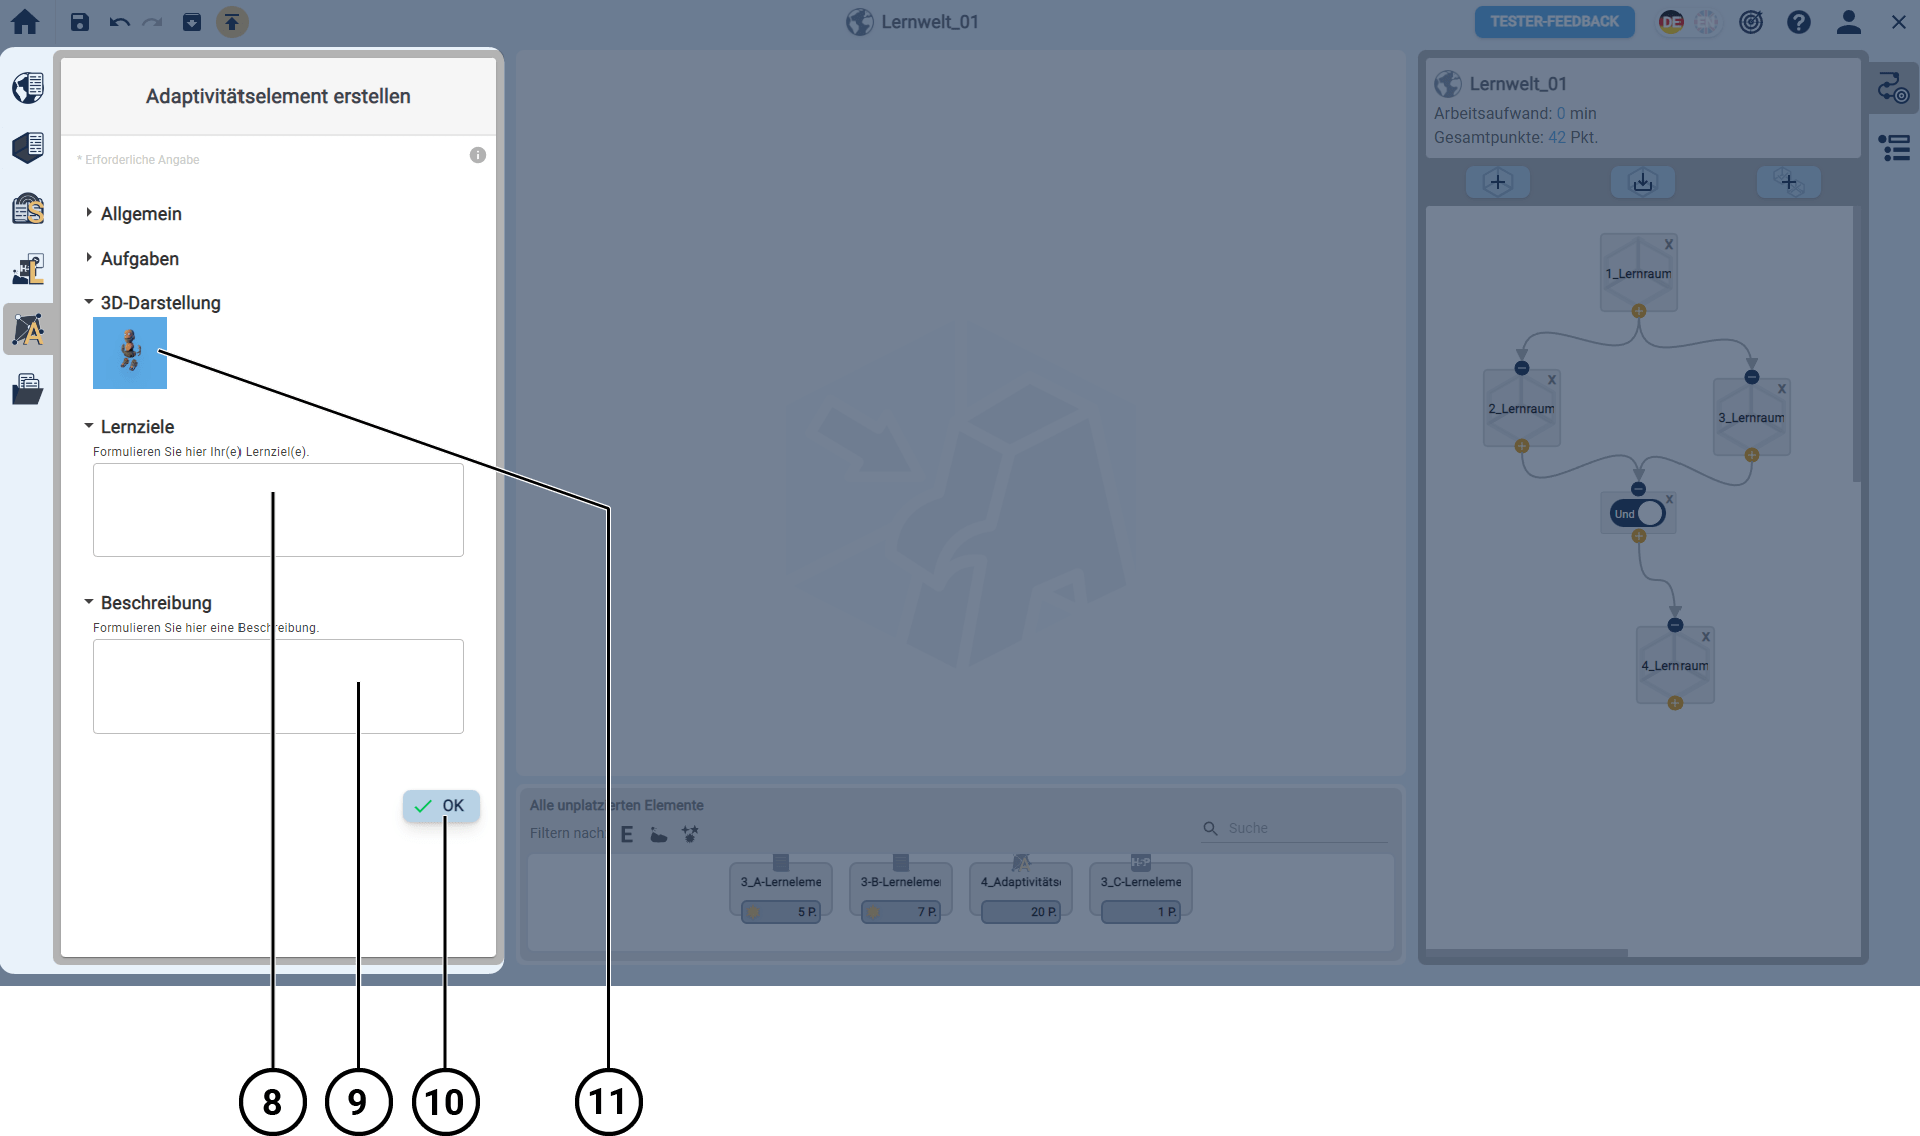 Lernwelt_01
TESTER-FEEDBACK
DE
EN
Adaptivitätselement erstellen
* Erforderliche Angabe
Allgemein
Aufgaben
3D-Darstellung
Lernziele
Formulieren Sie hier Ihr(e) Lernziel(e).
Beschreibung
Formulieren Sie hier eine Beschreibung.
OK
Alle unplatzierten Elemente
Filtern nach
E
Suche
3_A-Lerneleme
5 P.
3-B-Lerneleme
7 P.
4_Adaptivitäts
20 P.
H-P
3_C-Lerneleme
1 P.
Lernwelt_01
Arbeitsaufwand: 0 min
Gesamtpunkte: 42 Pkt.
1_Lernraum
X
2_Lernraum
X
3_Lernraum
X
Und
X
4_Lernraum
X
8
9
10
11